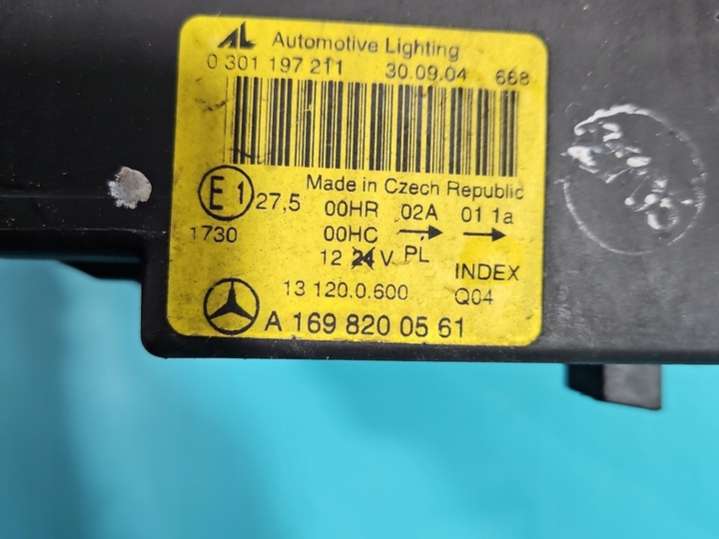 AL Automotive Lighting
0 301 197 211 30.09.04 668
Made in Czech Republic
E1 27,5 00HR 02A 01 1a
1730 00HC → →
12 24 V PL INDEX
13 120.0.600 Q04
A 169 820 05 61